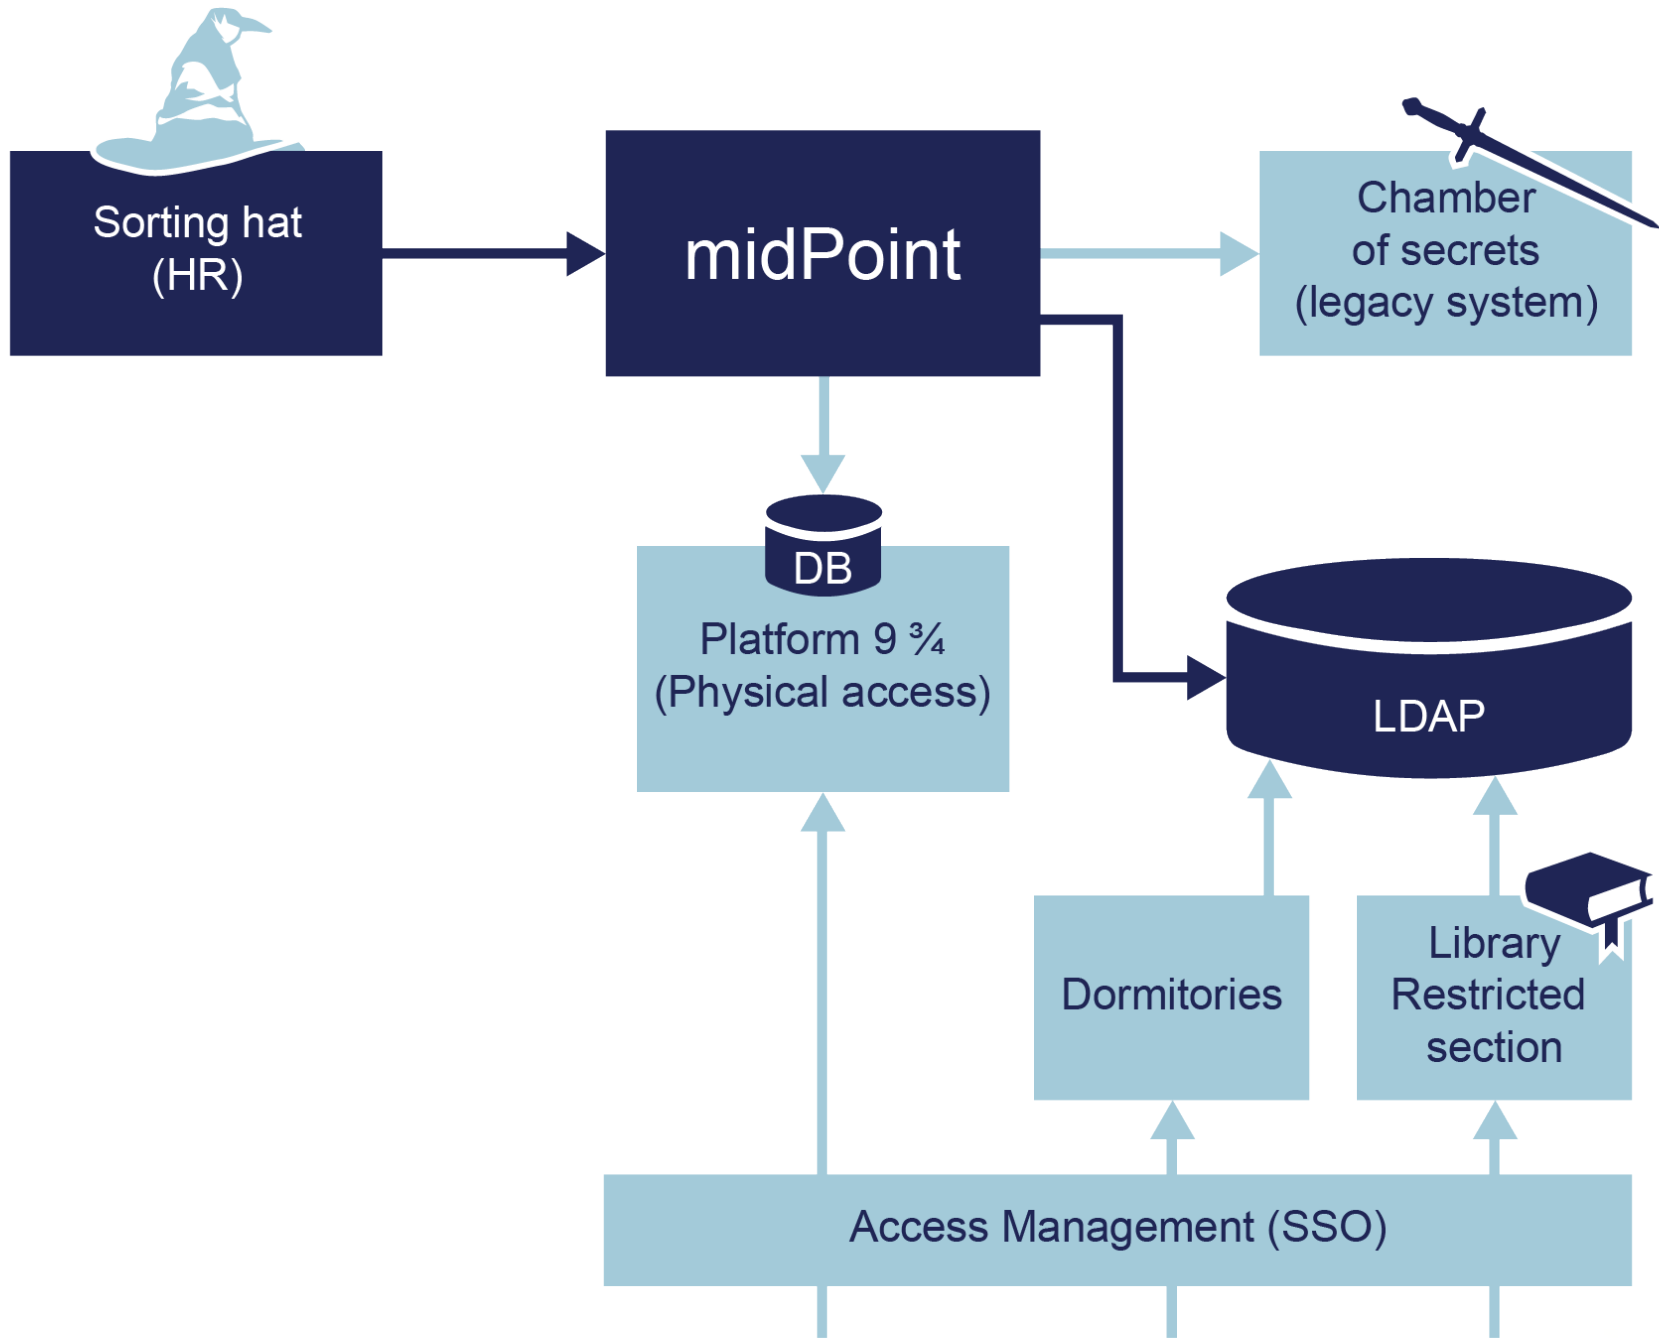 Sorting hat
(HR)
midPoint
Chamber
of secrets
(legacy system)
DB
Platform 9 ¾
(Physical access)
LDAP
Dormitories
Library
Restricted
section
Access Management (SSO)